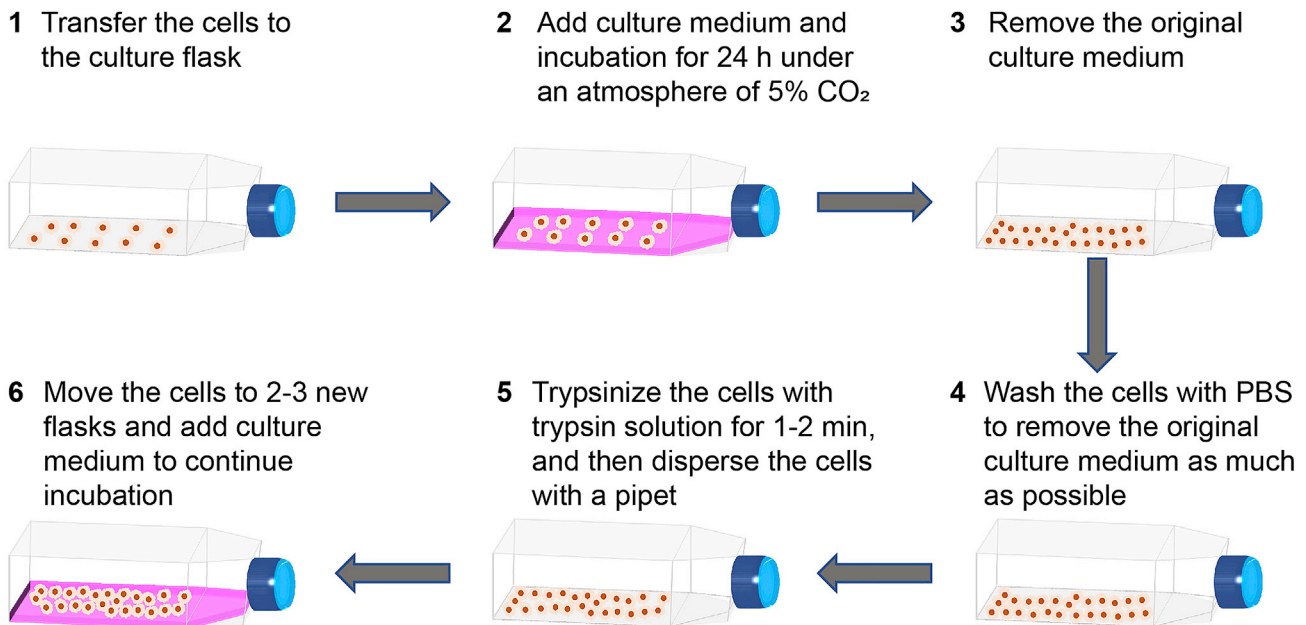 1 Transfer the cells to
the culture flask
2 Add culture medium and
incubation for 24 h under
an atmosphere of 5% CO₂
3 Remove the original
culture medium
4 Wash the cells with PBS
to remove the original
culture medium as much
as possible
5 Trypsinize the cells with
trypsin solution for 1-2 min,
and then disperse the cells
with a pipet
6 Move the cells to 2-3 new
flasks and add culture
medium to continue
incubation